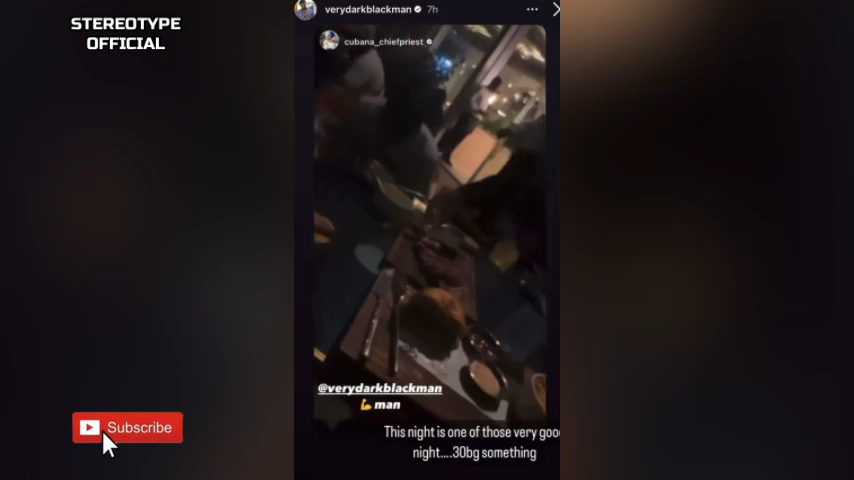 STEREOTYPE
OFFICIAL
verydarkblackman 7h
cubana_chiefpriest
@verydarkblackman
💪 man
This night is one of those very goo
night....30bg something
Subscribe